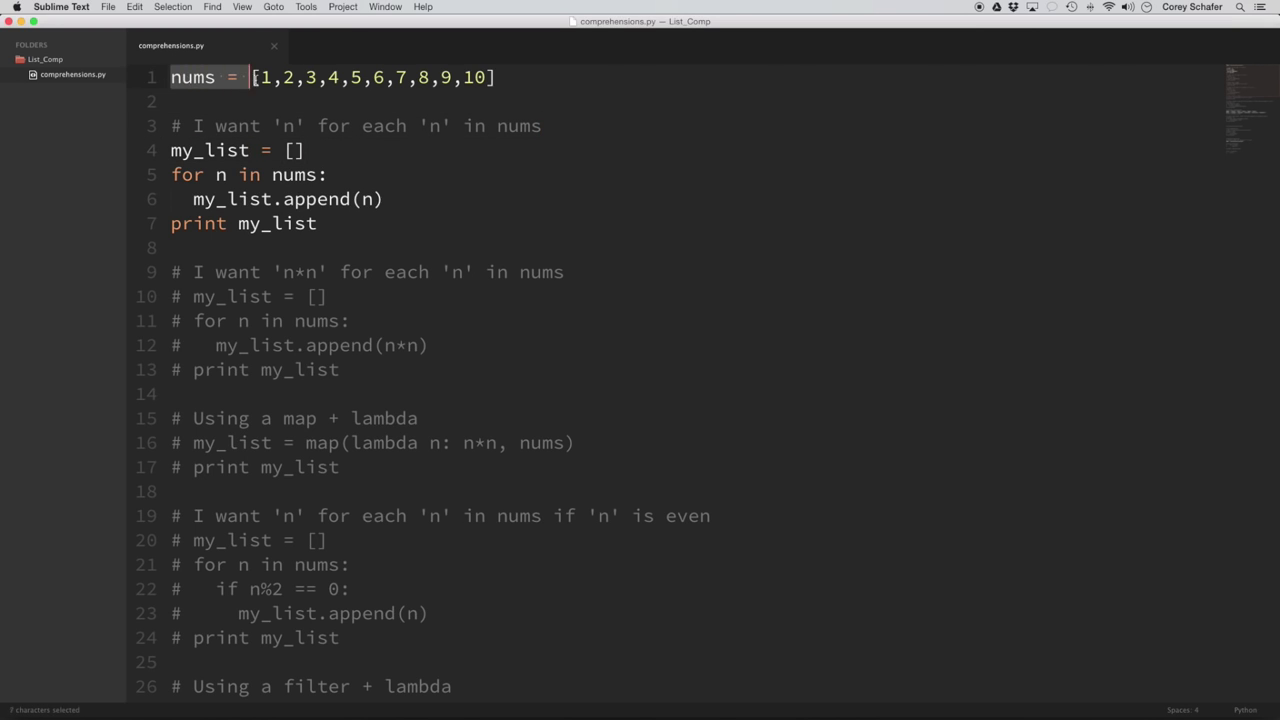 Sublime Text File Edit Selection Find View Goto Tools Project Window Help Corey Schafer
comprehensions.py — List_Comp
FOLDERS
List_Comp
comprehensions.py
comprehensions.py
1 nums = [1,2,3,4,5,6,7,8,9,10]
2
3 # I want 'n' for each 'n' in nums
4 my_list = []
5 for n in nums:
6 my_list.append(n)
7 print my_list
8
9 # I want 'n*n' for each 'n' in nums
10 # my_list = []
11 # for n in nums:
12 # my_list.append(n*n)
13 # print my_list
14
15 # Using a map + lambda
16 # my_list = map(lambda n: n*n, nums)
17 # print my_list
18
19 # I want 'n' for each 'n' in nums if 'n' is even
20 # my_list = []
21 # for n in nums:
22 # if n%2 == 0:
23 # my_list.append(n)
24 # print my_list
25
26 # Using a filter + lambda
7 characters selected Spaces: 4 Python